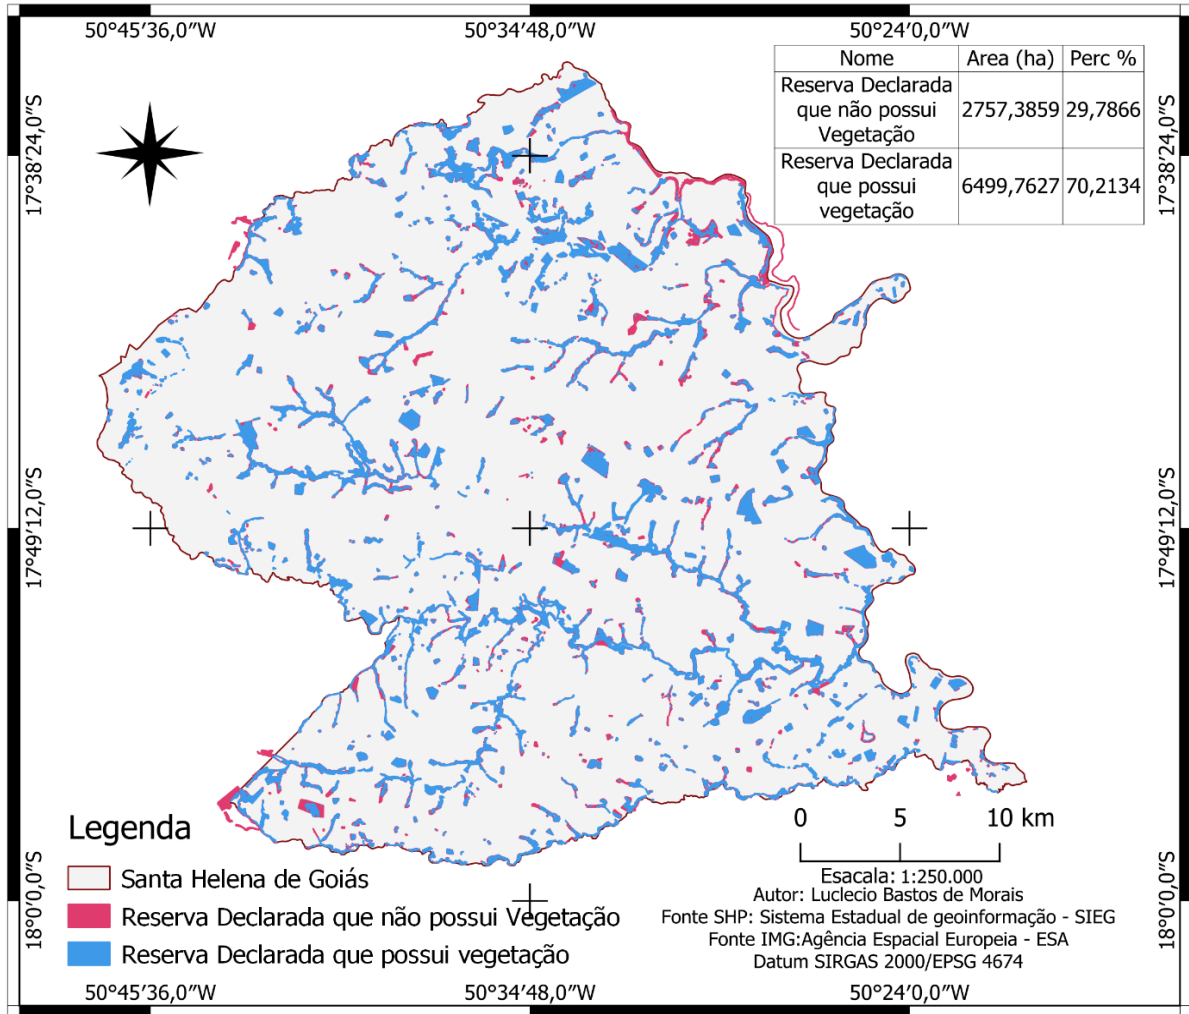 50°45'36,0"W
50°34'48,0"W
50°24'0,0"W
Nome Area (ha) Perc %
Reserva Declarada
que não possui
Vegetação
2757,3859 29,7866
Reserva Declarada
que possui
vegetação
6499,7627 70,2134
17°38'24,0"S
17°38'24,0"S
17°49'12,0"S
17°49'12,0"S
18°0'0,0"S
18°0'0,0"S
Legenda
Santa Helena de Goiás
Reserva Declarada que não possui Vegetação
Reserva Declarada que possui vegetação
0 5 10 km
Esacala: 1:250.000
Autor: Luclecio Bastos de Morais
Fonte SHP: Sistema Estadual de geoinformação - SIEG
Fonte IMG:Agência Espacial Europeia - ESA
Datum SIRGAS 2000/EPSG 4674
50°45'36,0"W
50°34'48,0"W
50°24'0,0"W